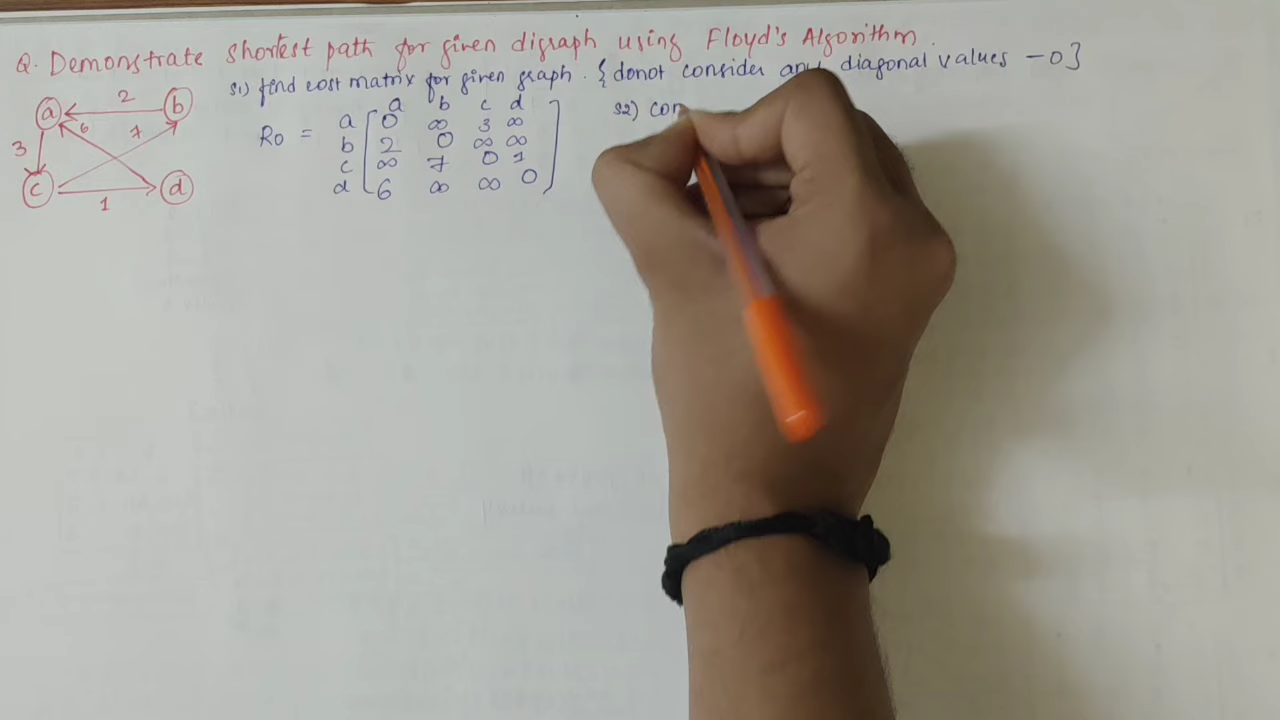 Q. Demonstrate shortest path for given digraph using Floyd's Algorithm.
S1) find cost matrix for given graph. {donot consider any diagonal values -0}
a 2 b
6 7
3
c 1 d
a b c d
R0 = a 0 ∞ 3 ∞
b 2 0 ∞ ∞
c ∞ 7 0 1
d 6 ∞ ∞ 0
S2) con